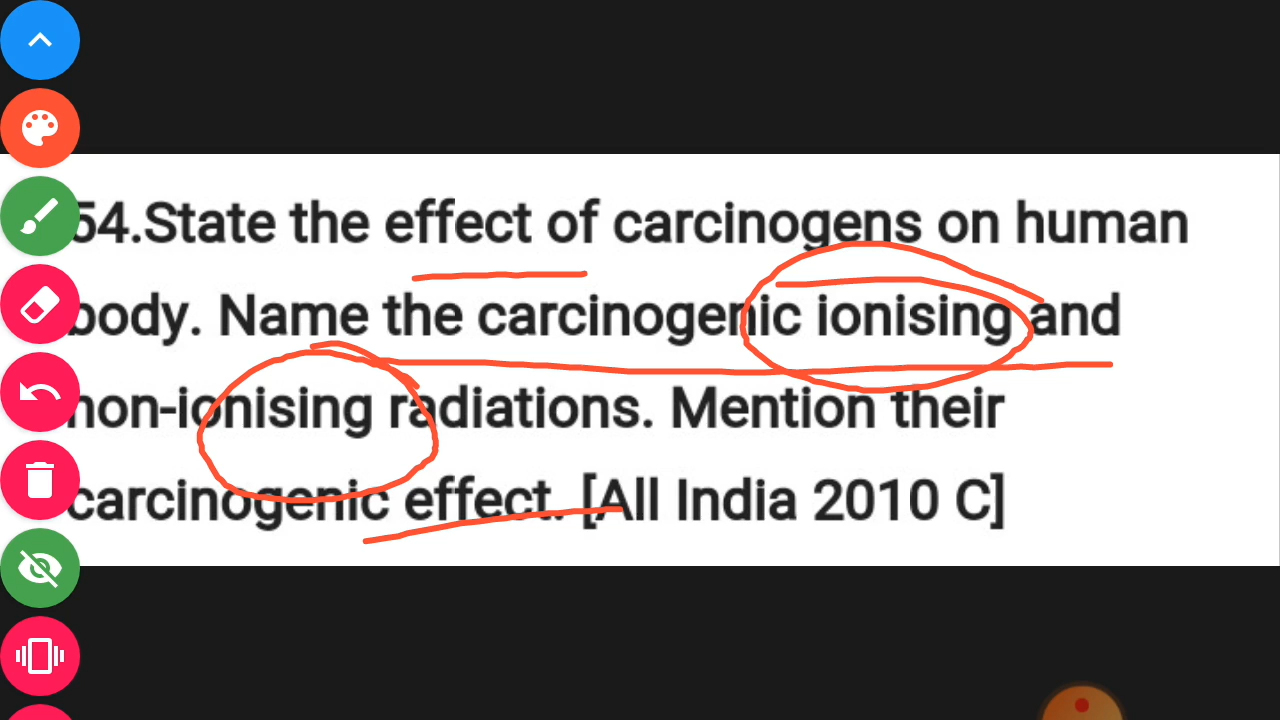 54.State the effect of carcinogens on human
body. Name the carcinogenic ionising and
non-ionising radiations. Mention their
carcinogenic effect. [All India 2010 C]